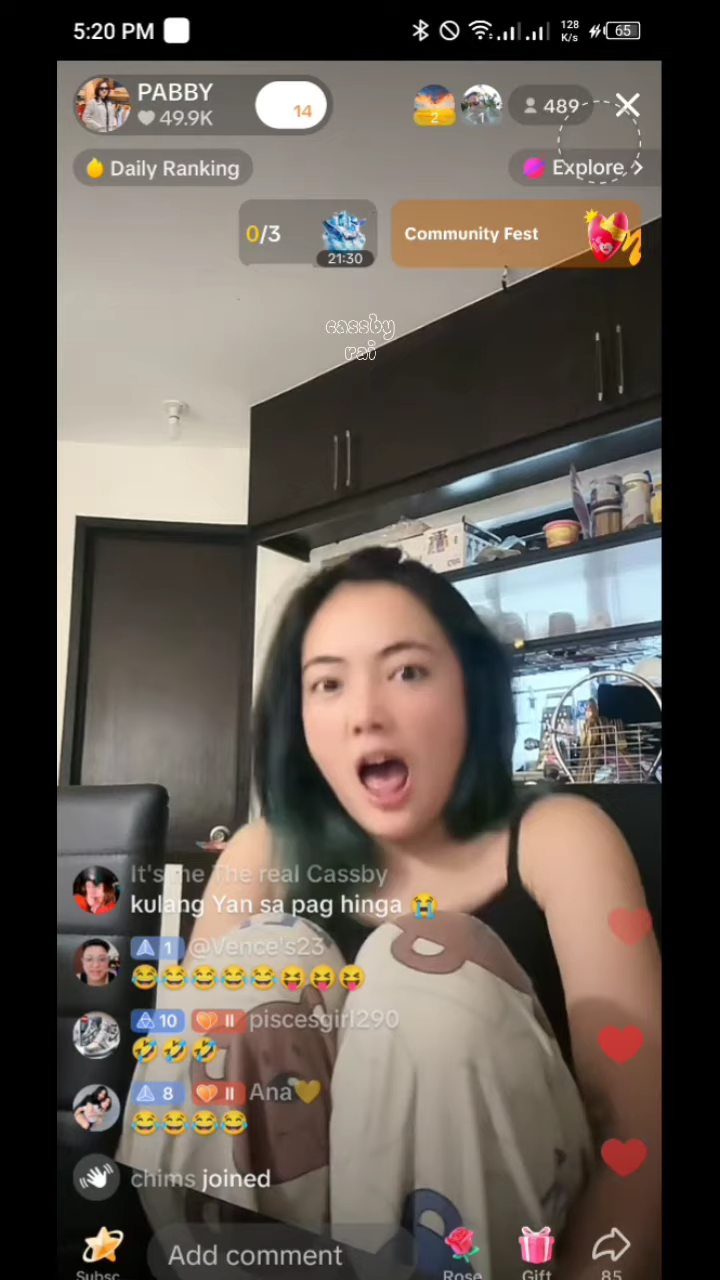 5:20 PM
128
K/s
65
PABBY
49.9K
14
2
1
489
Daily Ranking
Explore
0/3
21:30
Community Fest
cassby
rai
It's me The real Cassby
kulang Yan sa pag hinga 😭
1 @Vence's23
😂😂😂😂😂😝😝😝
10 II piscesgirl290
🤣🤣🤣
8 II Ana💛
😂😂😂😂
chims joined
Add comment
Subsc
Rose
Gift
85